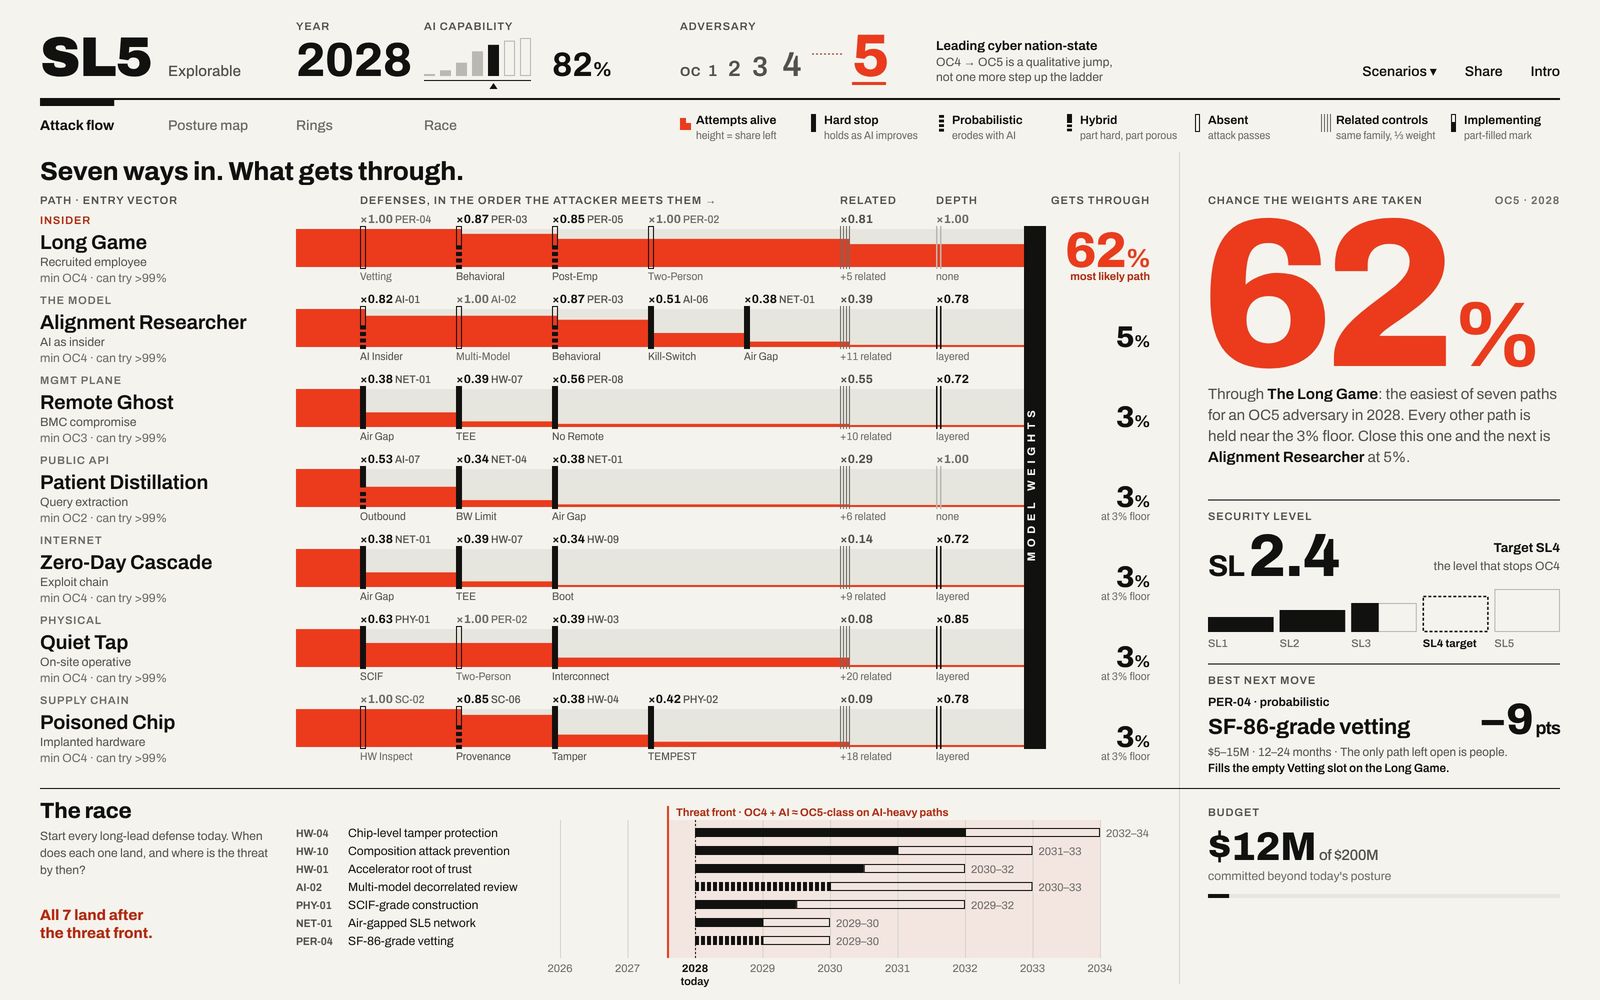 SL5 Explorable
YEAR
2028
AI CAPABILITY
82%
ADVERSARY
OC 1 2 3 4 5
Leading cyber nation-state
OC4 → OC5 is a qualitative jump,
not one more step up the ladder
Scenarios ▾ Share Intro
Attack flow Posture map Rings Race
Attempts alive
height = share left
Hard stop
holds as AI improves
Probabilistic
erodes with AI
Hybrid
part hard, part porous
Absent
attack passes
Related controls
same family, ⅓ weight
Implementing
part-filled mark
Seven ways in. What gets through.
PATH · ENTRY VECTOR DEFENSES, IN THE ORDER THE ATTACKER MEETS THEM → RELATED DEPTH GETS THROUGH
INSIDER
Long Game
Recruited employee
min OC4 · can try >99%
×1.00 PER-04 ×0.87 PER-03 ×0.85 PER-05 ×1.00 PER-02 ×0.81 ×1.00
Vetting Behavioral Post-Emp Two-Person +5 related none
62%
most likely path
THE MODEL
Alignment Researcher
AI as insider
min OC4 · can try >99%
×0.82 AI-01 ×1.00 AI-02 ×0.87 PER-03 ×0.51 AI-06 ×0.38 NET-01 ×0.39 ×0.78
AI Insider Multi-Model Behavioral Kill-Switch Air Gap +11 related layered
5%
MGMT PLANE
Remote Ghost
BMC compromise
min OC3 · can try >99%
×0.38 NET-01 ×0.39 HW-07 ×0.56 PER-08 ×0.55 ×0.72
Air Gap TEE No Remote +10 related layered
3%
PUBLIC API
Patient Distillation
Query extraction
min OC2 · can try >99%
×0.53 AI-07 ×0.34 NET-04 ×0.38 NET-01 ×0.29 ×1.00
Outbound BW Limit Air Gap +6 related none
3%
at 3% floor
INTERNET
Zero-Day Cascade
Exploit chain
min OC4 · can try >99%
×0.38 NET-01 ×0.39 HW-07 ×0.34 HW-09 ×0.14 ×0.72
Air Gap TEE Boot +9 related layered
3%
at 3% floor
PHYSICAL
Quiet Tap
On-site operative
min OC4 · can try >99%
×0.63 PHY-01 ×1.00 PER-02 ×0.39 HW-03 ×0.08 ×0.85
SCIF Two-Person Interconnect +20 related layered
3%
at 3% floor
SUPPLY CHAIN
Poisoned Chip
Implanted hardware
min OC4 · can try >99%
×1.00 SC-02 ×0.85 SC-06 ×0.38 HW-04 ×0.42 PHY-02 ×0.09 ×0.78
HW Inspect Provenance Tamper TEMPEST +18 related layered
3%
at 3% floor
MODEL WEIGHTS
CHANCE THE WEIGHTS ARE TAKEN OC5 · 2028
62%
Through The Long Game: the easiest of seven paths
for an OC5 adversary in 2028. Every other path is
held near the 3% floor. Close this one and the next is
Alignment Researcher at 5%.
SECURITY LEVEL
SL 2.4
Target SL4
the level that stops OC4
SL1 SL2 SL3 SL4 target SL5
BEST NEXT MOVE
PER-04 · probabilistic
SF-86-grade vetting
−9 pts
$5–15M · 12–24 months · The only path left open is people.
Fills the empty Vetting slot on the Long Game.
The race
Start every long-lead defense today. When
does each one land, and where is the threat
by then?
All 7 land after
the threat front.
Threat front · OC4 + AI ≈ OC5-class on AI-heavy paths
HW-04 Chip-level tamper protection 2032–34
HW-10 Composition attack prevention 2031–33
HW-01 Accelerator root of trust 2030–32
AI-02 Multi-model decorrelated review 2030–33
PHY-01 SCIF-grade construction 2029–32
NET-01 Air-gapped SL5 network 2029–30
PER-04 SF-86-grade vetting 2029–30
2026 2027 2028 2029 2030 2031 2032 2033 2034
today
BUDGET
$12M of $200M
committed beyond today's posture